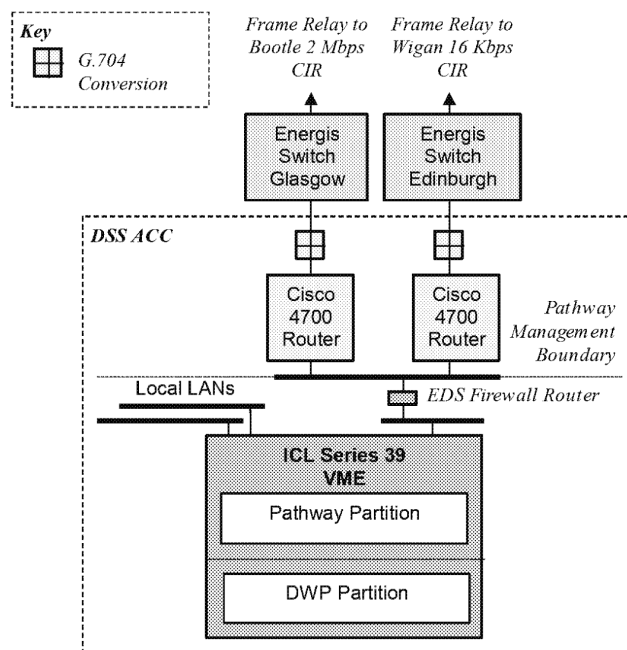 Key
G.704
Conversion
Frame Relay to
Bootle 2 Mbps
CIR
Frame Relay to
Wigan 16 Kbps
CIR
Energis
Switch
Glasgow
Energis
Switch
Edinburgh
DSS ACC
Cisco
4700
Router
Cisco
4700
Router
Pathway
Management
Boundary
Local LANs
EDS Firewall Router
ICL Series 39
VME
Pathway Partition
DWP Partition